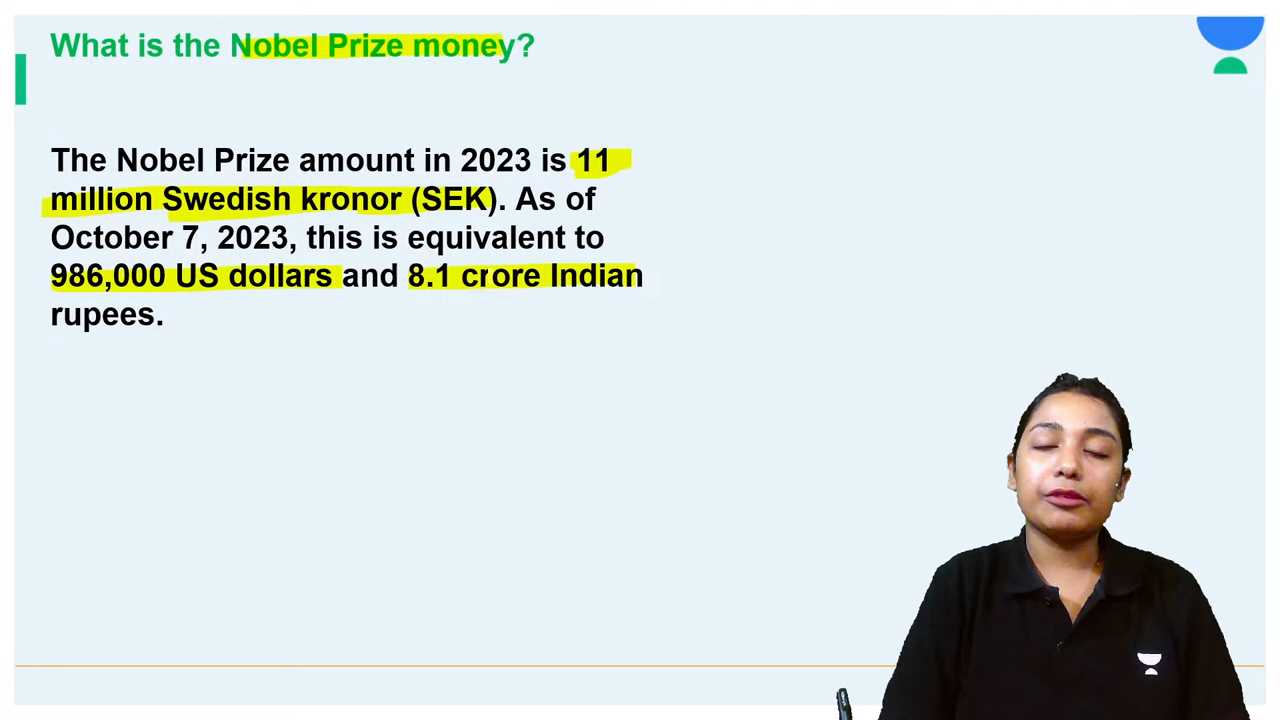 What is the Nobel Prize money?
The Nobel Prize amount in 2023 is 11
million Swedish kronor (SEK). As of
October 7, 2023, this is equivalent to
986,000 US dollars and 8.1 crore Indian
rupees.